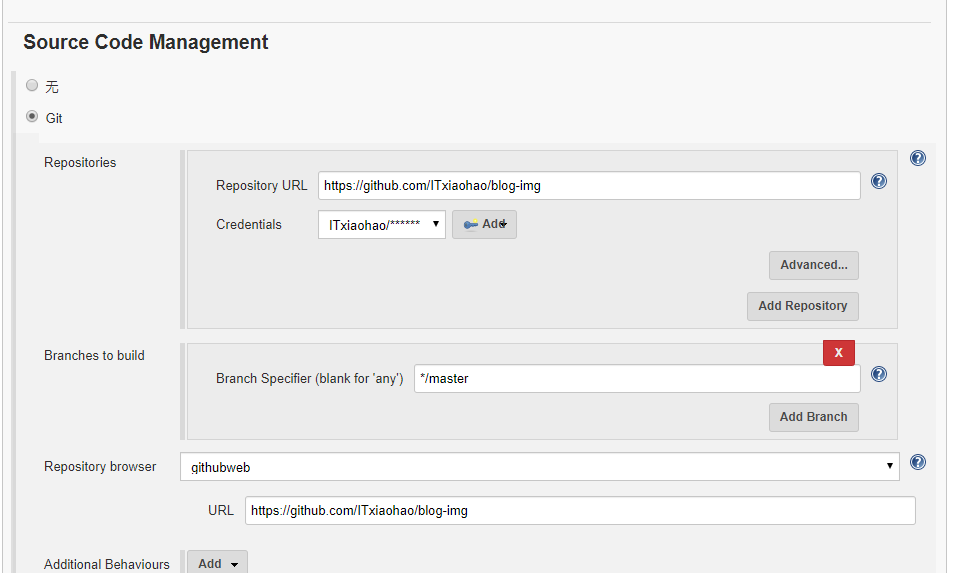 Source Code Management
无
Git
Repositories
Repository URL https://github.com/ITxiaohao/blog-img
Credentials ITxiaohao/****** Add
Advanced...
Add Repository
Branches to build
X
Branch Specifier (blank for 'any') */master
Add Branch
Repository browser githubweb
URL https://github.com/ITxiaohao/blog-img
Additional Behaviours Add